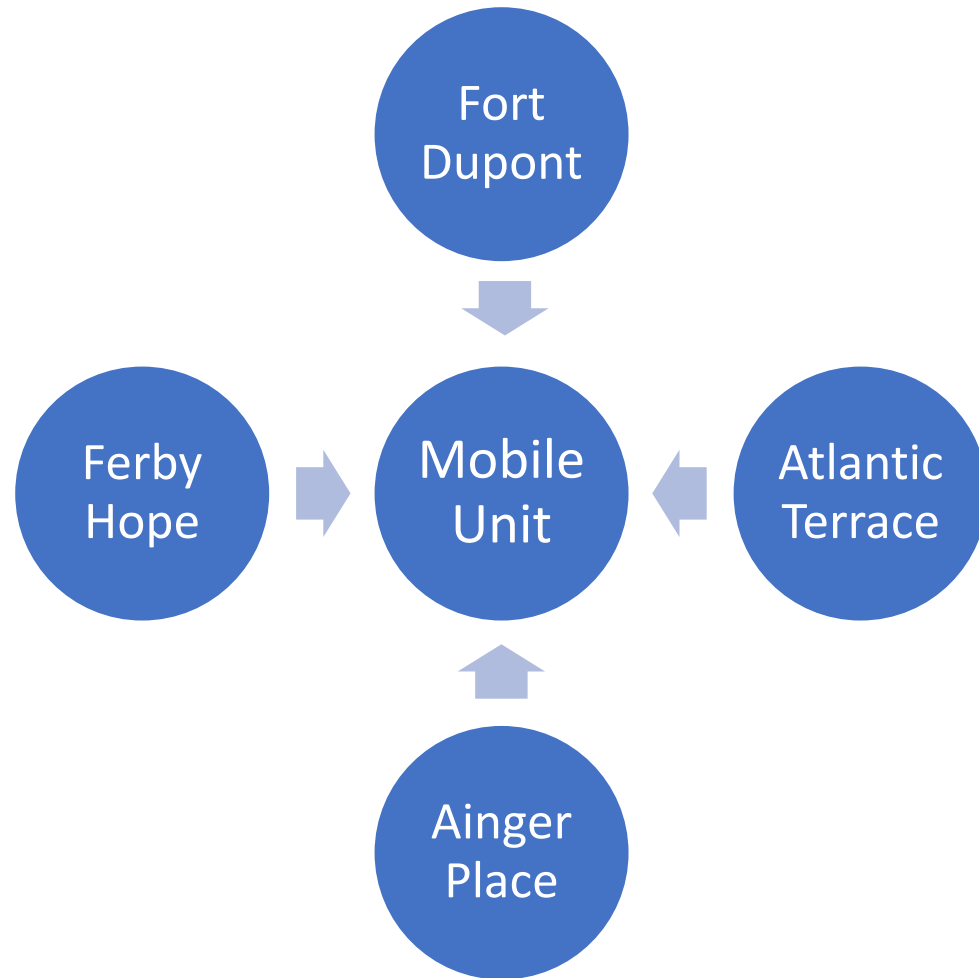 Fort
Dupont
Ferby
Hope
Mobile
Unit
Atlantic
Terrace
Ainger
Place